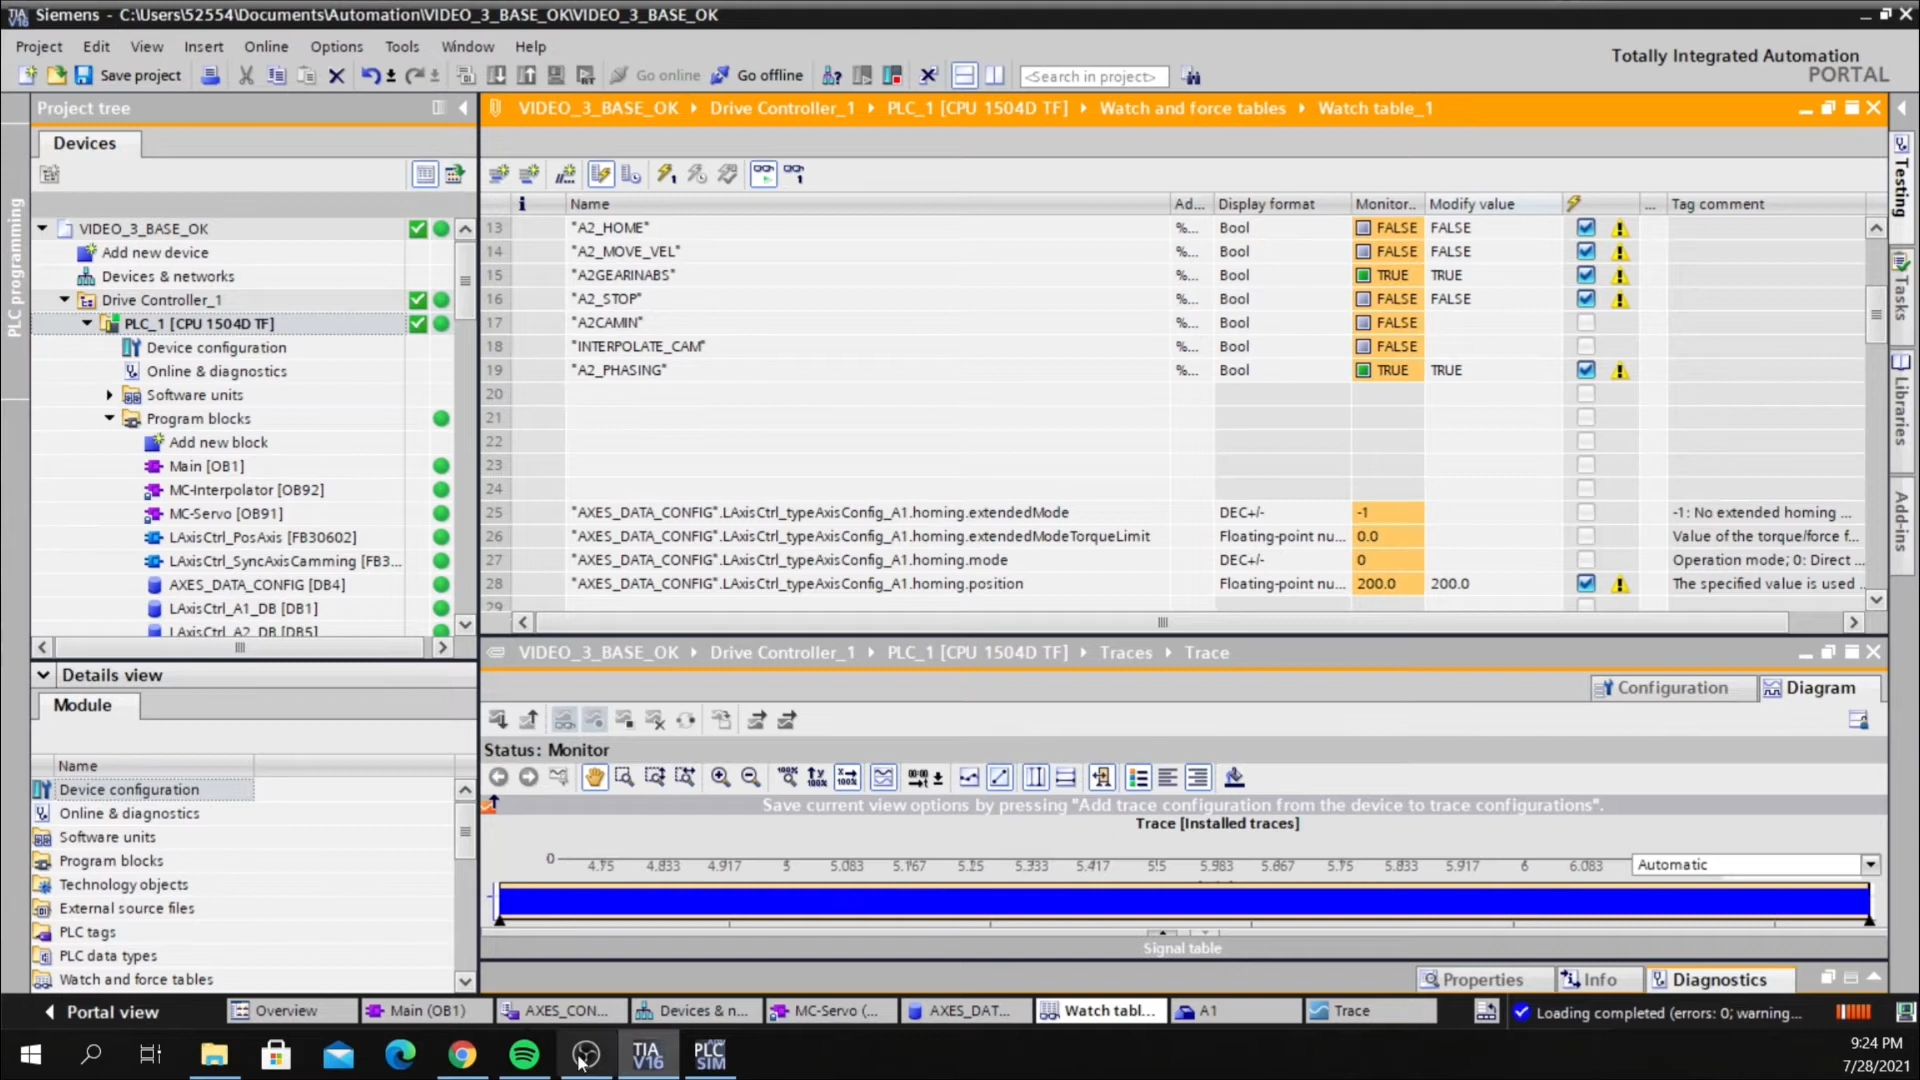 Siemens - C:\Users\52554\Documents\Automation\VIDEO_3_BASE_OK\VIDEO_3_BASE_OK
Project Edit View Insert Online Options Tools Window Help
Totally Integrated Automation
PORTAL
Save project
Go online
Go offline
<Search in project>
Project tree
VIDEO_3_BASE_OK Drive Controller_1 PLC_1 [CPU 1504D TF] Watch and force tables Watch table_1
Devices
PLC programming
VIDEO_3_BASE_OK
Add new device
Devices & networks
Drive Controller_1
PLC_1 [CPU 1504D TF]
Device configuration
Online & diagnostics
Software units
Program blocks
Add new block
Main [OB1]
MC-Interpolator [OB92]
MC-Servo [OB91]
LAxisCtrl_PosAxis [FB30602]
LAxisCtrl_SyncAxisCamming [FB3...
AXES_DATA_CONFIG [DB4]
LAxisCtrl_A1_DB [DB1]
LAxisCtrl_A2_DB [DB5]
i Name Ad... Display format Monitor.. Modify value ... Tag comment
13 "A2_HOME" %... Bool FALSE FALSE
14 "A2_MOVE_VEL" %... Bool FALSE FALSE
15 "A2GEARINABS" %... Bool TRUE TRUE
16 "A2_STOP" %... Bool FALSE FALSE
17 "A2CAMIN" %... Bool FALSE
18 "INTERPOLATE_CAM" %... Bool FALSE
19 "A2_PHASING" %... Bool TRUE TRUE
20
21
22
23
24
25 "AXES_DATA_CONFIG".LAxisCtrl_typeAxisConfig_A1.homing.extendedMode DEC+/- -1 -1: No extended homing ...
26 "AXES_DATA_CONFIG".LAxisCtrl_typeAxisConfig_A1.homing.extendedModeTorqueLimit Floating-point nu... 0.0 Value of the torque/force f...
27 "AXES_DATA_CONFIG".LAxisCtrl_typeAxisConfig_A1.homing.mode DEC+/- 0 Operation mode; 0: Direct ...
28 "AXES_DATA_CONFIG".LAxisCtrl_typeAxisConfig_A1.homing.position Floating-point nu... 200.0 200.0 The specified value is used ..
29
Testing
Tasks
Libraries
Add-ins
Details view
Module
Name
Device configuration
Online & diagnostics
Software units
Program blocks
Technology objects
External source files
PLC tags
PLC data types
Watch and force tables
VIDEO_3_BASE_OK Drive Controller_1 PLC_1 [CPU 1504D TF] Traces Trace
Configuration Diagram
Status: Monitor
Save current view options by pressing "Add trace configuration from the device to trace configurations".
Trace [Installed traces]
0 4.75 4.833 4.917 5 5.083 5.167 5.25 5.333 5.417 5.5 5.583 5.667 5.75 5.833 5.917 6 6.083
Automatic
Signal table
Properties Info Diagnostics
Portal view Overview Main (OB1) AXES_CON... Devices & n... MC-Servo (... AXES_DAT... Watch tabl... A1 Trace
Loading completed (errors: 0; warning...
TIA
V16
PLC
SIM
9:24 PM
7/28/2021